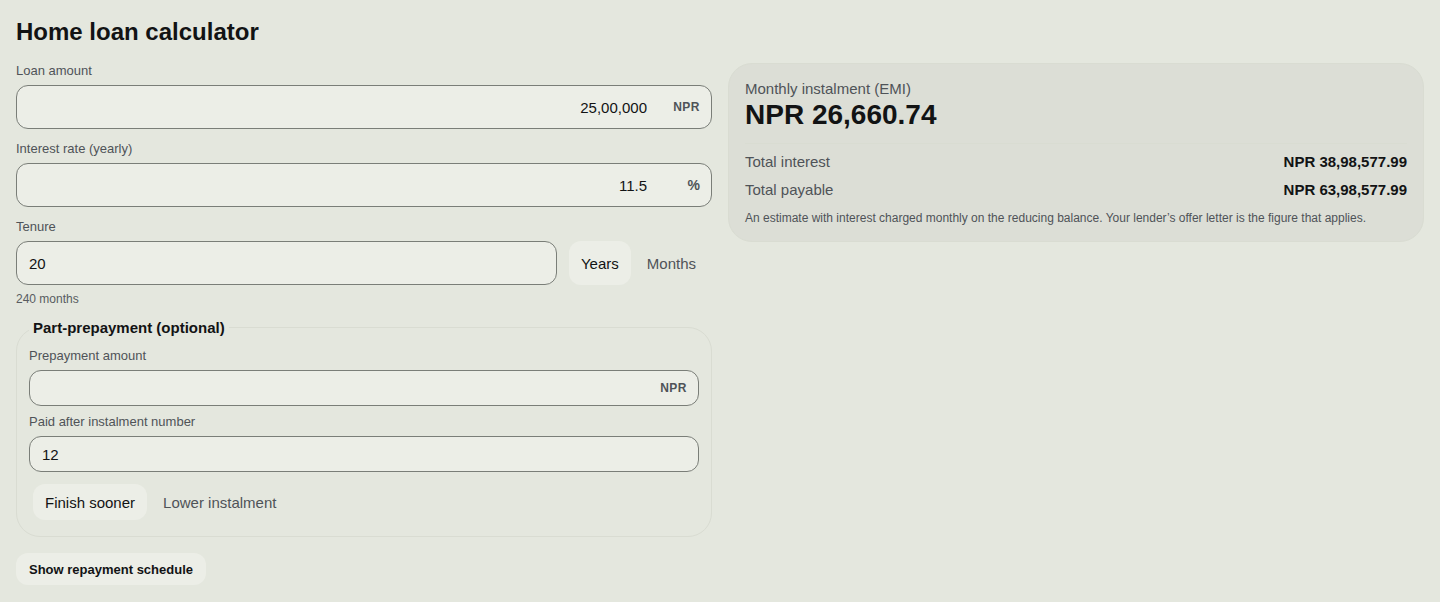 Home loan calculator
Loan amount
25,00,000 NPR
Interest rate (yearly)
11.5 %
Tenure
20 Years Months
240 months
Part-prepayment (optional)
Prepayment amount
NPR
Paid after instalment number
12
Finish sooner Lower instalment
Show repayment schedule
Monthly instalment (EMI)
NPR 26,660.74
Total interest NPR 38,98,577.99
Total payable NPR 63,98,577.99
An estimate with interest charged monthly on the reducing balance. Your lender’s offer letter is the figure that applies.